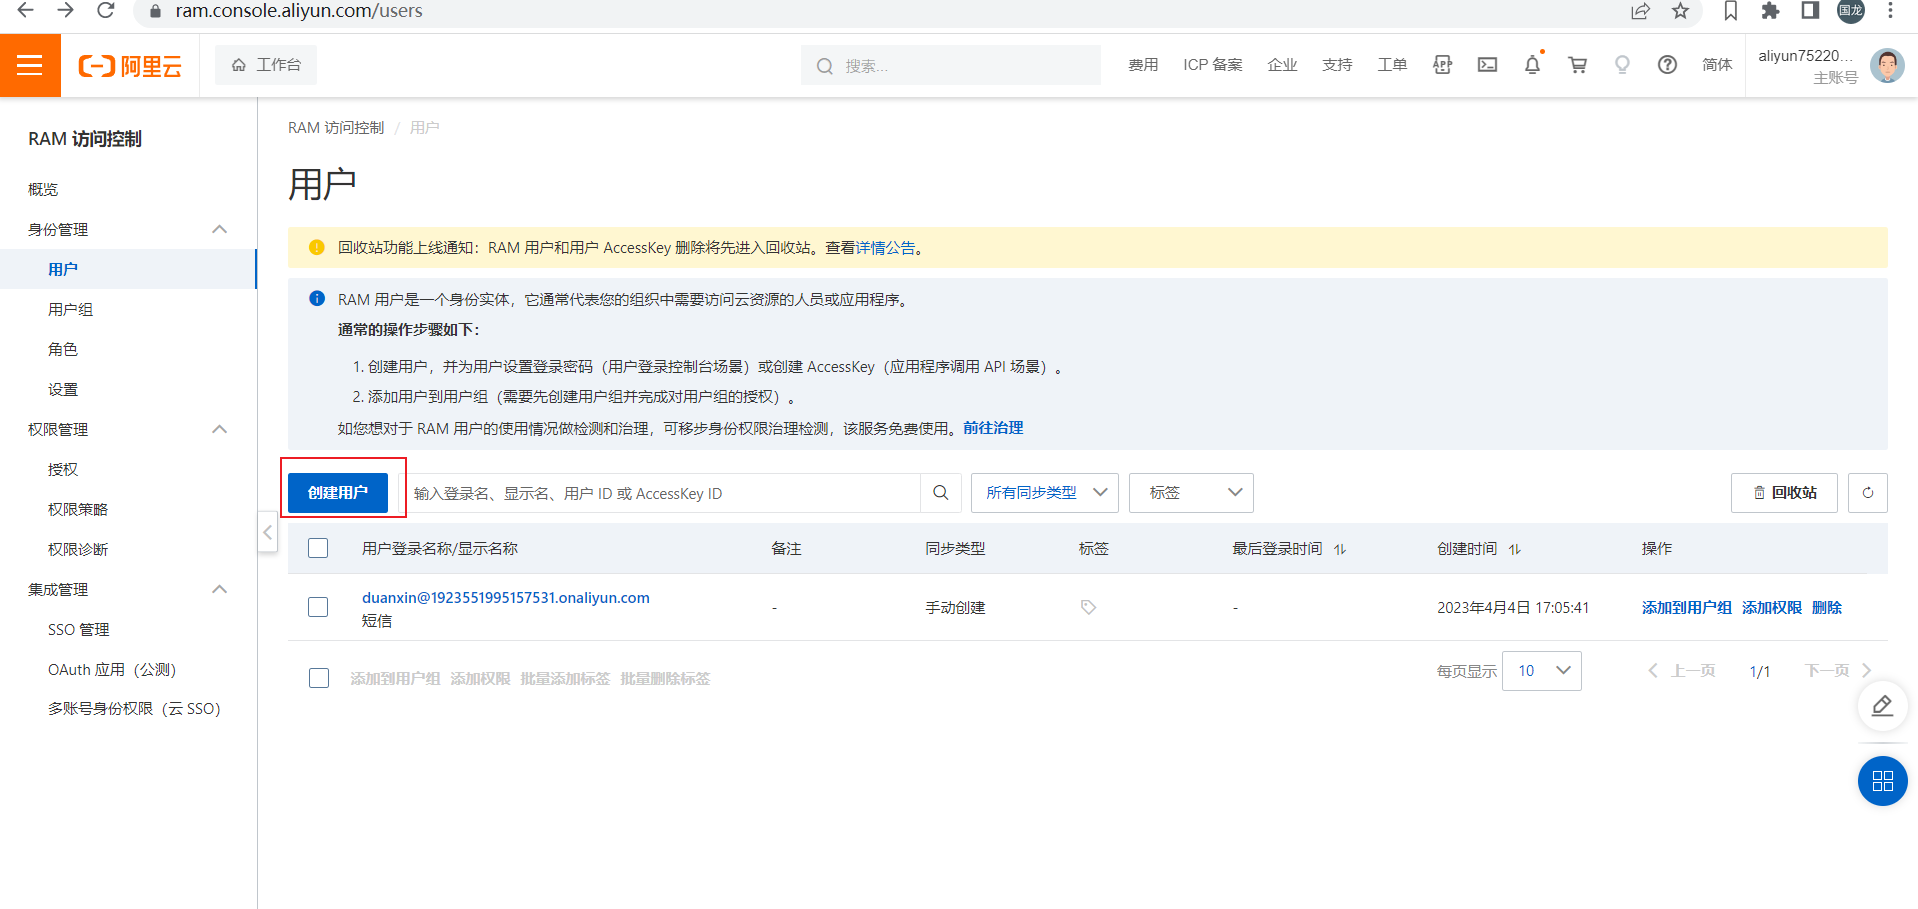 ram.console.aliyun.com/users
国龙
阿里云
工作台
搜索...
费用
ICP 备案
企业
支持
工单
简体
aliyun75220...
主账号
RAM 访问控制
概览
身份管理
用户
用户组
角色
设置
权限管理
授权
权限策略
权限诊断
集成管理
SSO 管理
OAuth 应用（公测）
多账号身份权限（云 SSO）
RAM 访问控制 / 用户
用户
回收站功能上线通知：RAM 用户和用户 AccessKey 删除将先进入回收站。查看详情公告。
RAM 用户是一个身份实体，它通常代表您的组织中需要访问云资源的人员或应用程序。
通常的操作步骤如下：
1. 创建用户，并为用户设置登录密码（用户登录控制台场景）或创建 AccessKey（应用程序调用 API 场景）。
2. 添加用户到用户组（需要先创建用户组并完成对用户组的授权）。
如您想对于 RAM 用户的使用情况做检测和治理，可移步身份权限治理检测，该服务免费使用。前往治理
创建用户
输入登录名、显示名、用户 ID 或 AccessKey ID
所有同步类型
标签
回收站
用户登录名称/显示名称 备注 同步类型 标签 最后登录时间 创建时间 操作
duanxin@1923551995157531.onaliyun.com
短信
- 手动创建 - 2023年4月4日 17:05:41 添加到用户组 添加权限 删除
添加到用户组 添加权限 批量添加标签 批量删除标签
每页显示 10 上一页 1/1 下一页